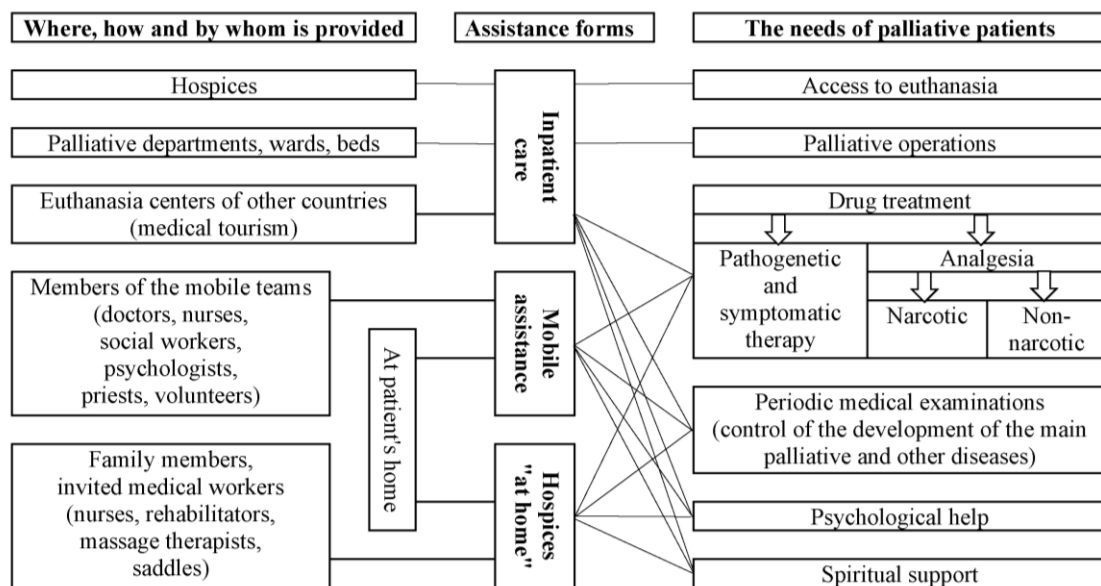 Where, how and by whom is provided
Assistance forms
The needs of palliative patients
Hospices
Palliative departments, wards, beds
Euthanasia centers of other countries
(medical tourism)
Members of the mobile teams
(doctors, nurses,
social workers,
psychologists,
priests, volunteers)
At patient's home
Family members,
invited medical workers
(nurses, rehabilitators,
massage therapists,
saddles)
Inpatient
care
Mobile
assistance
Hospices
"at home"
Access to euthanasia
Palliative operations
Drug treatment
Pathogenetic
and
symptomatic
therapy
Analgesia
Narcotic
Non-
narcotic
Periodic medical examinations
(control of the development of the main
palliative and other diseases)
Psychological help
Spiritual support